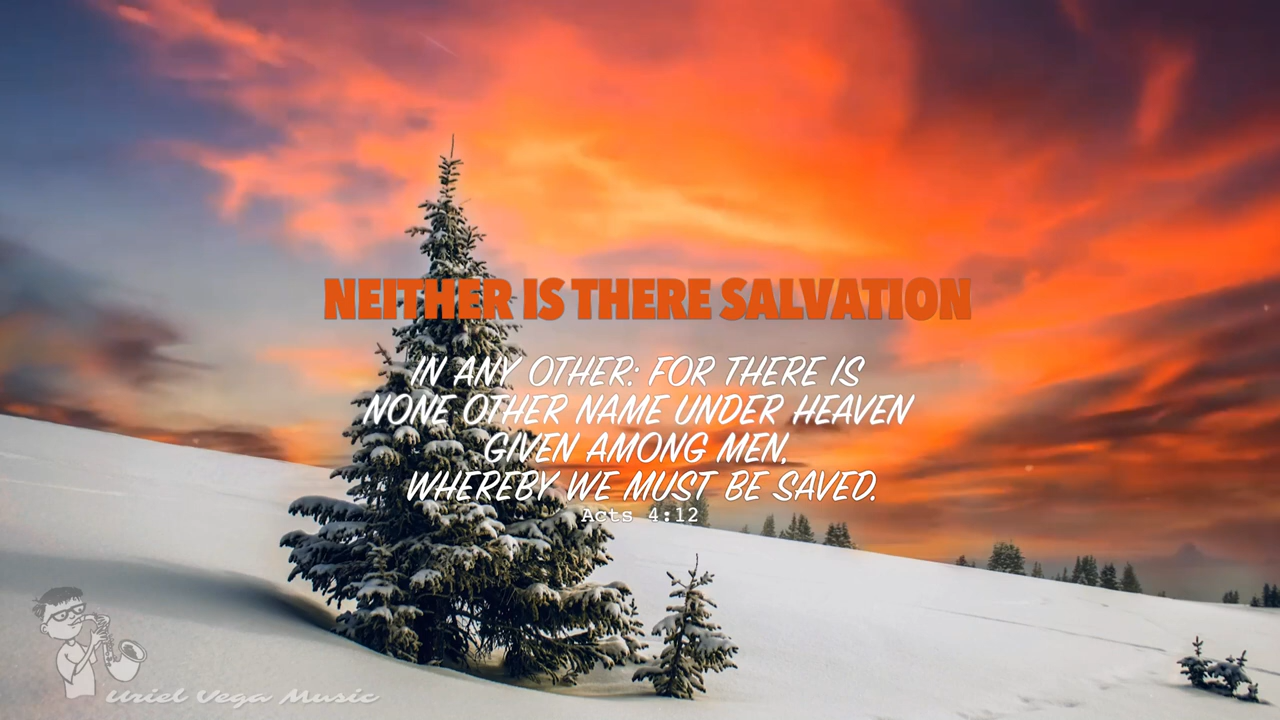 NEITHER IS THERE SALVATION
IN ANY OTHER: FOR THERE IS
NONE OTHER NAME UNDER HEAVEN
GIVEN AMONG MEN,
WHEREBY WE MUST BE SAVED.
Acts 4:12
Uriel Vega Music